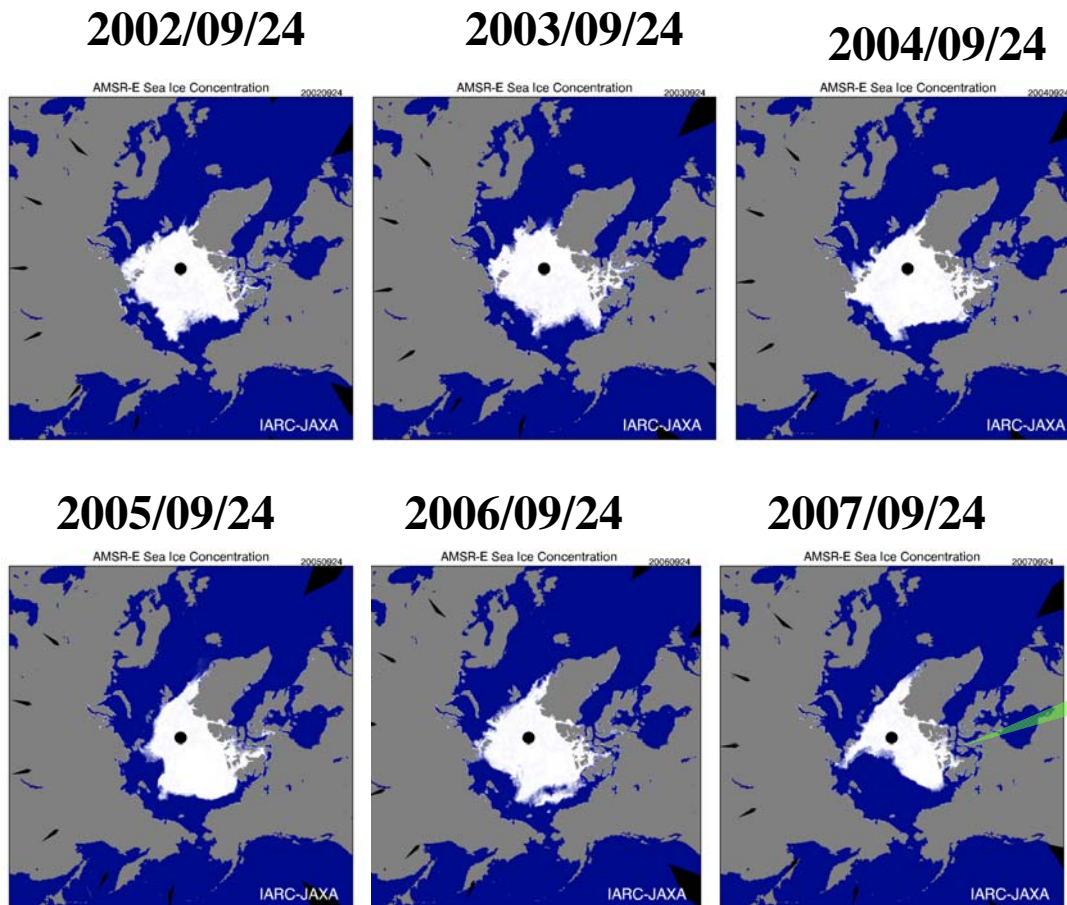 2002/09/24
2003/09/24
2004/09/24
AMSR-E Sea Ice Concentration 20020924
AMSR-E Sea Ice Concentration 20030924
AMSR-E Sea Ice Concentration 20040924
IARC-JAXA
IARC-JAXA
IARC-JAXA
2005/09/24
2006/09/24
2007/09/24
AMSR-E Sea Ice Concentration 20050924
AMSR-E Sea Ice Concentration 20060924
AMSR-E Sea Ice Concentration 20070924
IARC-JAXA
IARC-JAXA
IARC-JAXA